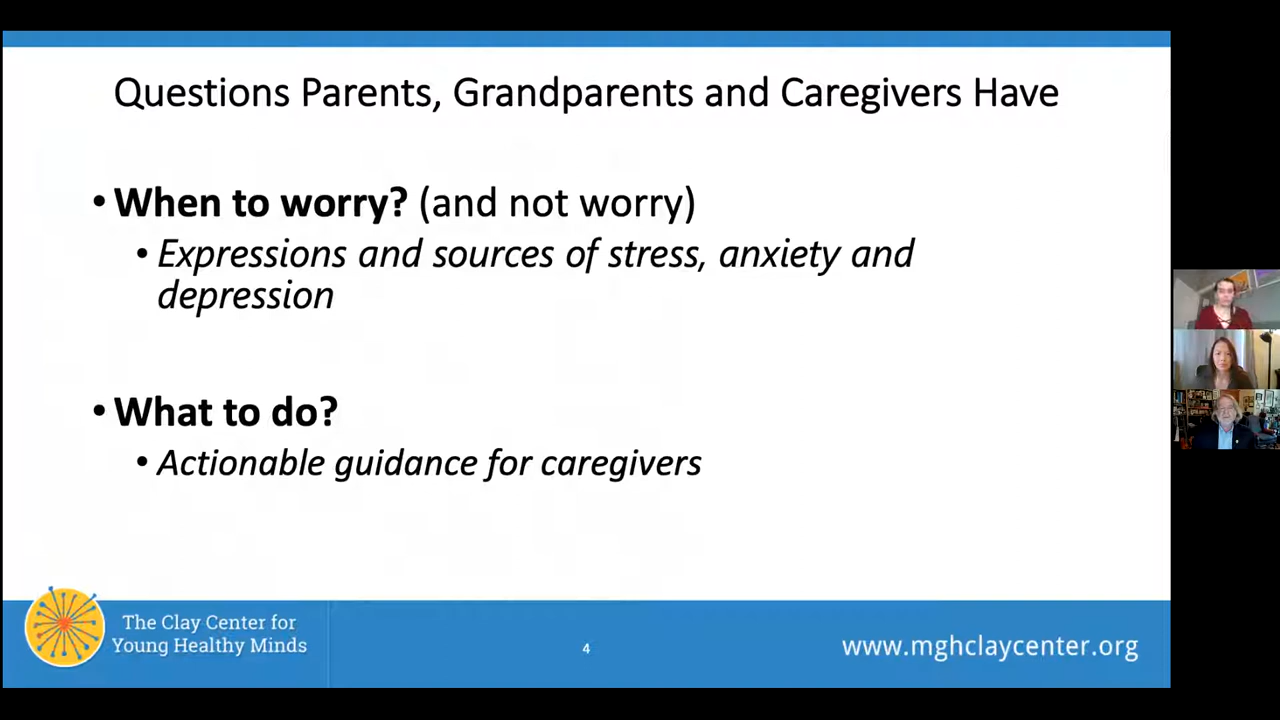 Questions Parents, Grandparents and Caregivers Have
• When to worry? (and not worry)
• Expressions and sources of stress, anxiety and
depression
• What to do?
• Actionable guidance for caregivers
The Clay Center for
Young Healthy Minds
4
www.mghclaycenter.org